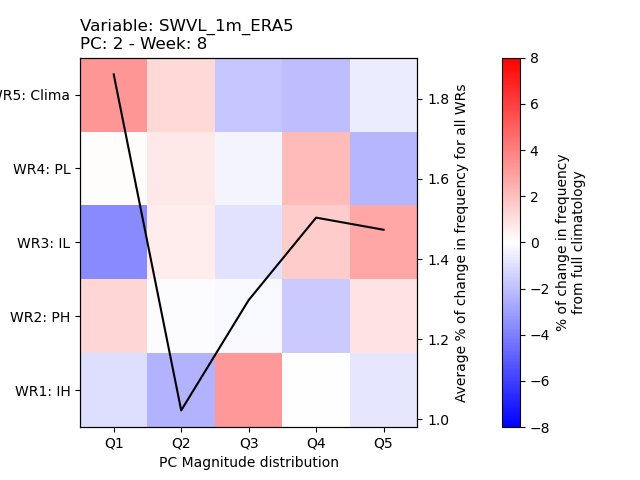 Variable: SWVL_1m_ERA5
PC: 2 - Week: 8
WR5: Clima
WR4: PL
WR3: IL
WR2: PH
WR1: IH
Q1 Q2 Q3 Q4 Q5
PC Magnitude distribution
1.8
1.6
1.4
1.2
1.0
Average % of change in frequency for all WRs
8
6
4
2
0
−2
−4
−6
−8
% of change in frequency
from full climatology